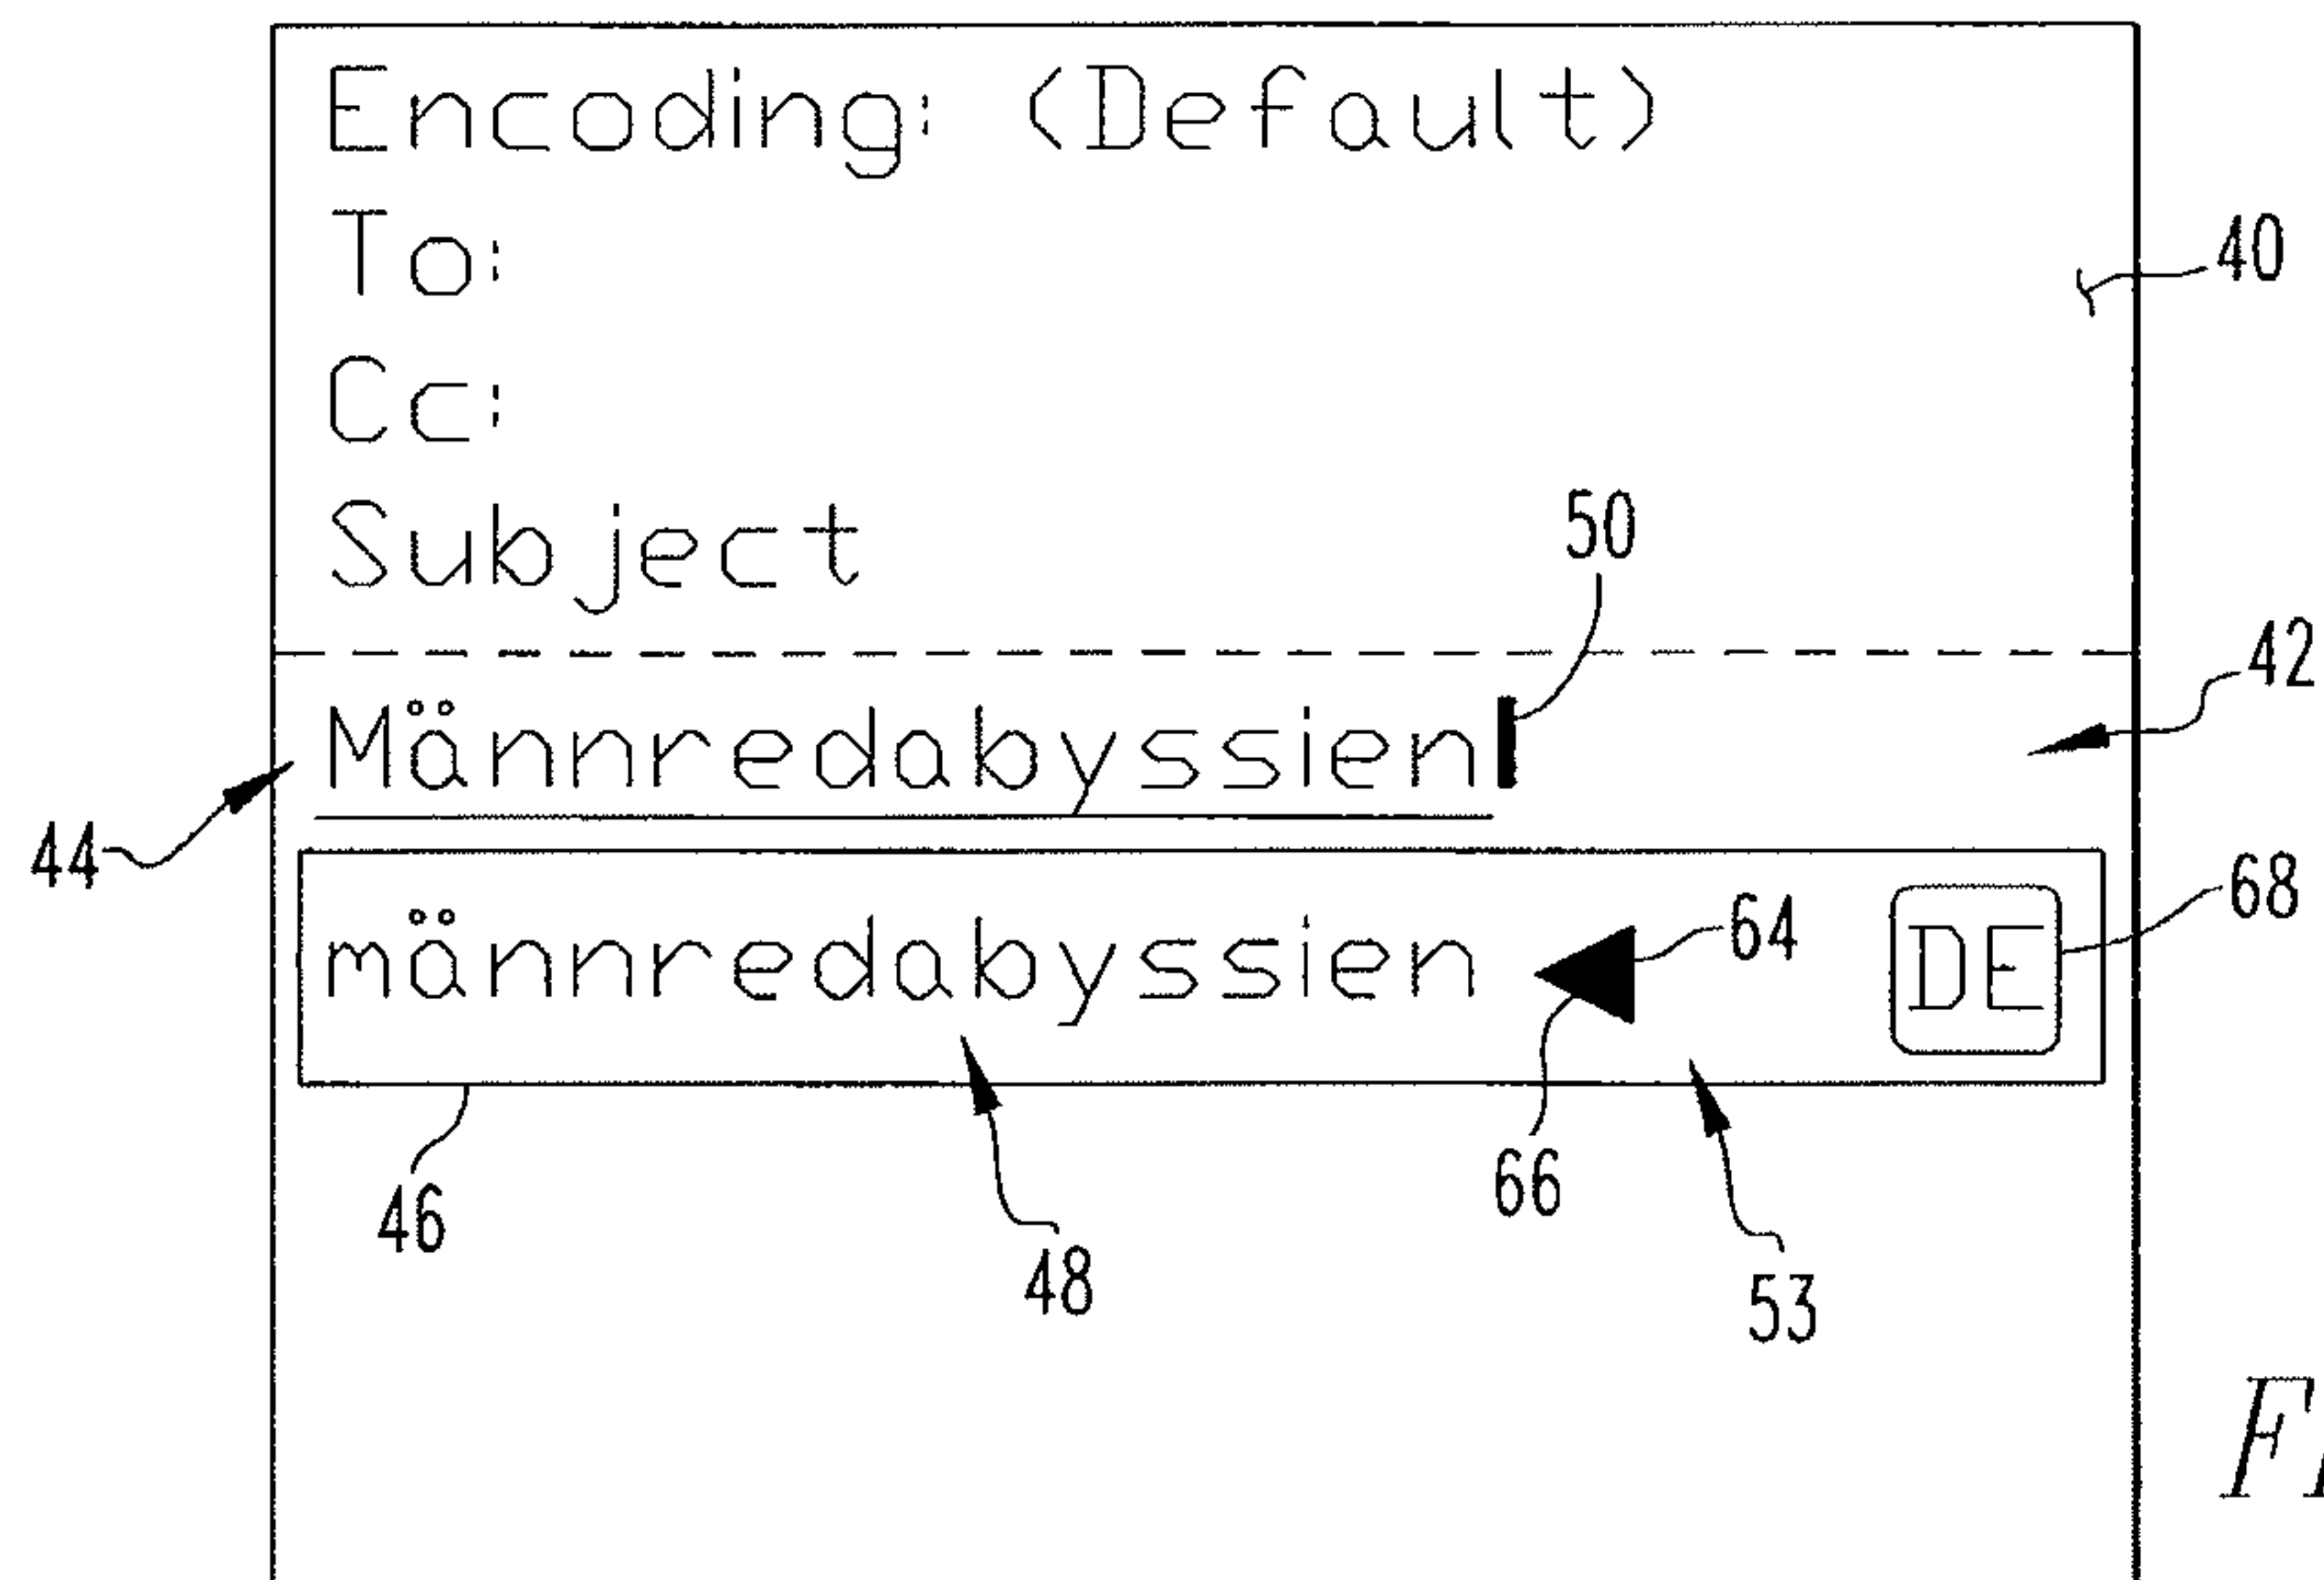 Encoding: (Default)
To:
40
Cc:
Subject
50
42
Männredabyssien
44
männredabyssien
64
DE
68
66
46
48
53